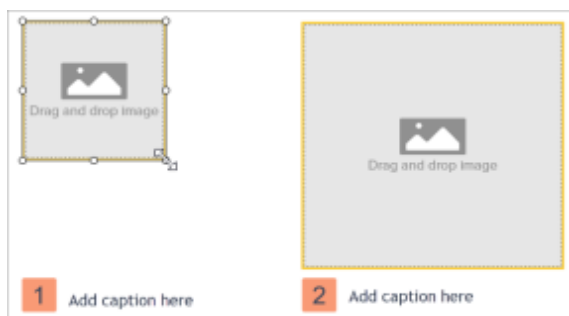 Drag and drop image
Drag and drop image
1 Add caption here
2 Add caption here